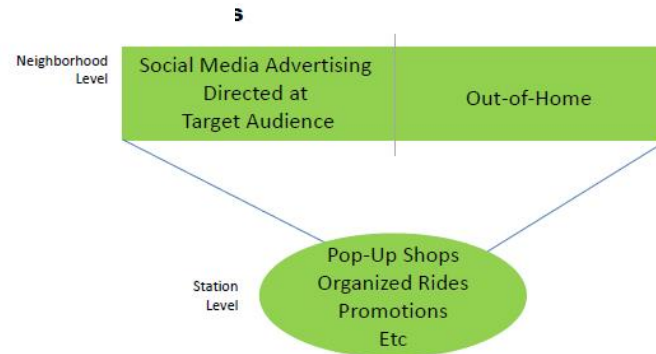 s
Neighborhood
Level
Social Media Advertising
Directed at
Target Audience
Out-of-Home
Station
Level
Pop-Up Shops
Organized Rides
Promotions
Etc